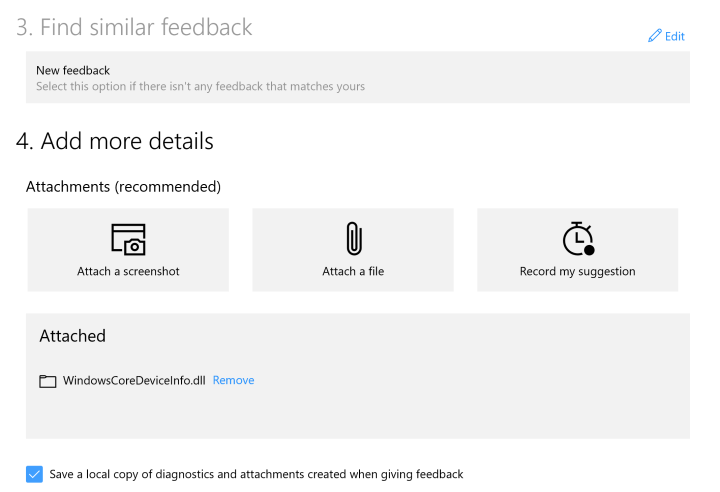 3. Find similar feedback
Edit
New feedback
Select this option if there isn't any feedback that matches yours
4. Add more details
Attachments (recommended)
Attach a screenshot
Attach a file
Record my suggestion
Attached
WindowsCoreDeviceInfo.dll Remove
Save a local copy of diagnostics and attachments created when giving feedback